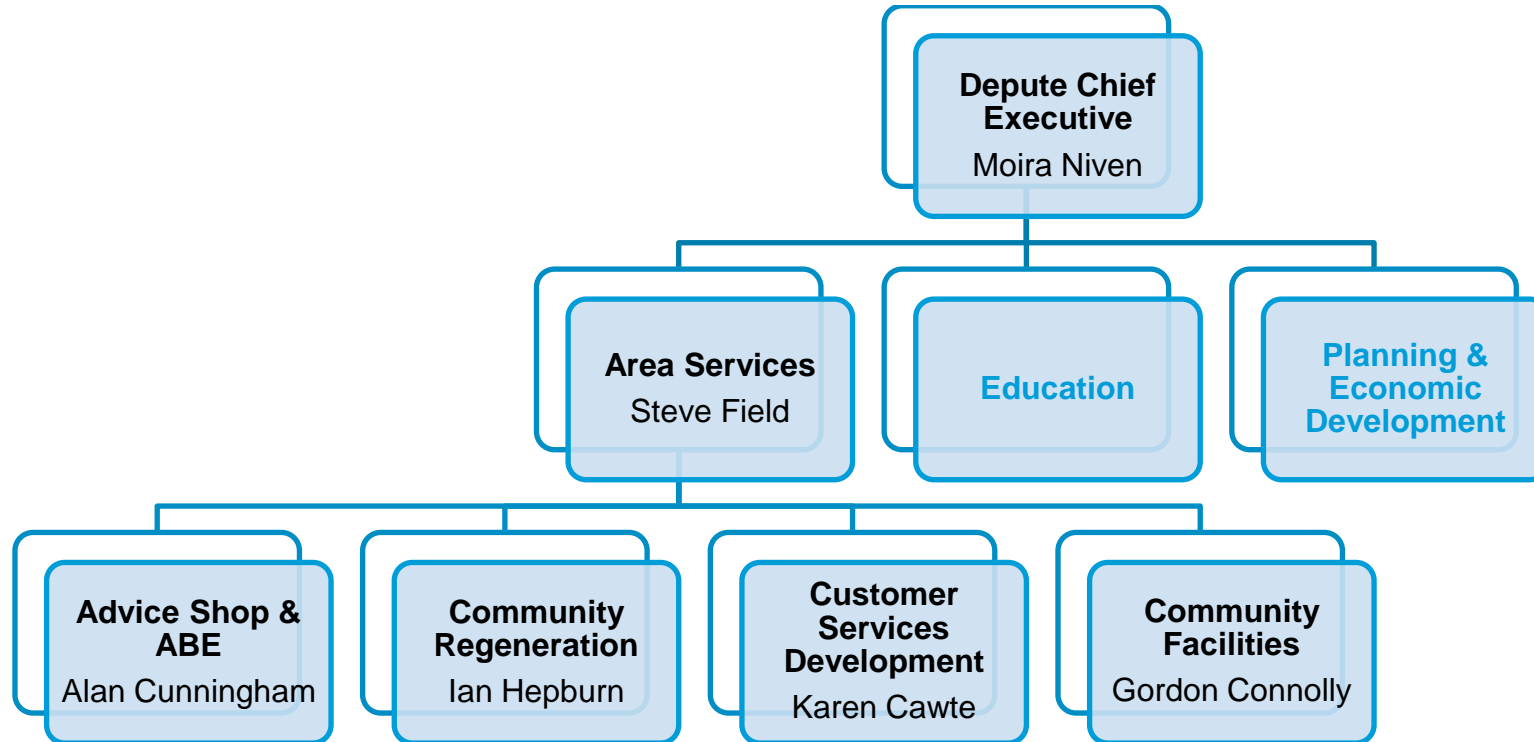 Depute Chief
Executive
Moira Niven
Area Services
Steve Field
Education
Planning &
Economic
Development
Advice Shop &
ABE
Alan Cunningham
Community
Regeneration
Ian Hepburn
Customer
Services
Development
Karen Cawte
Community
Facilities
Gordon Connolly